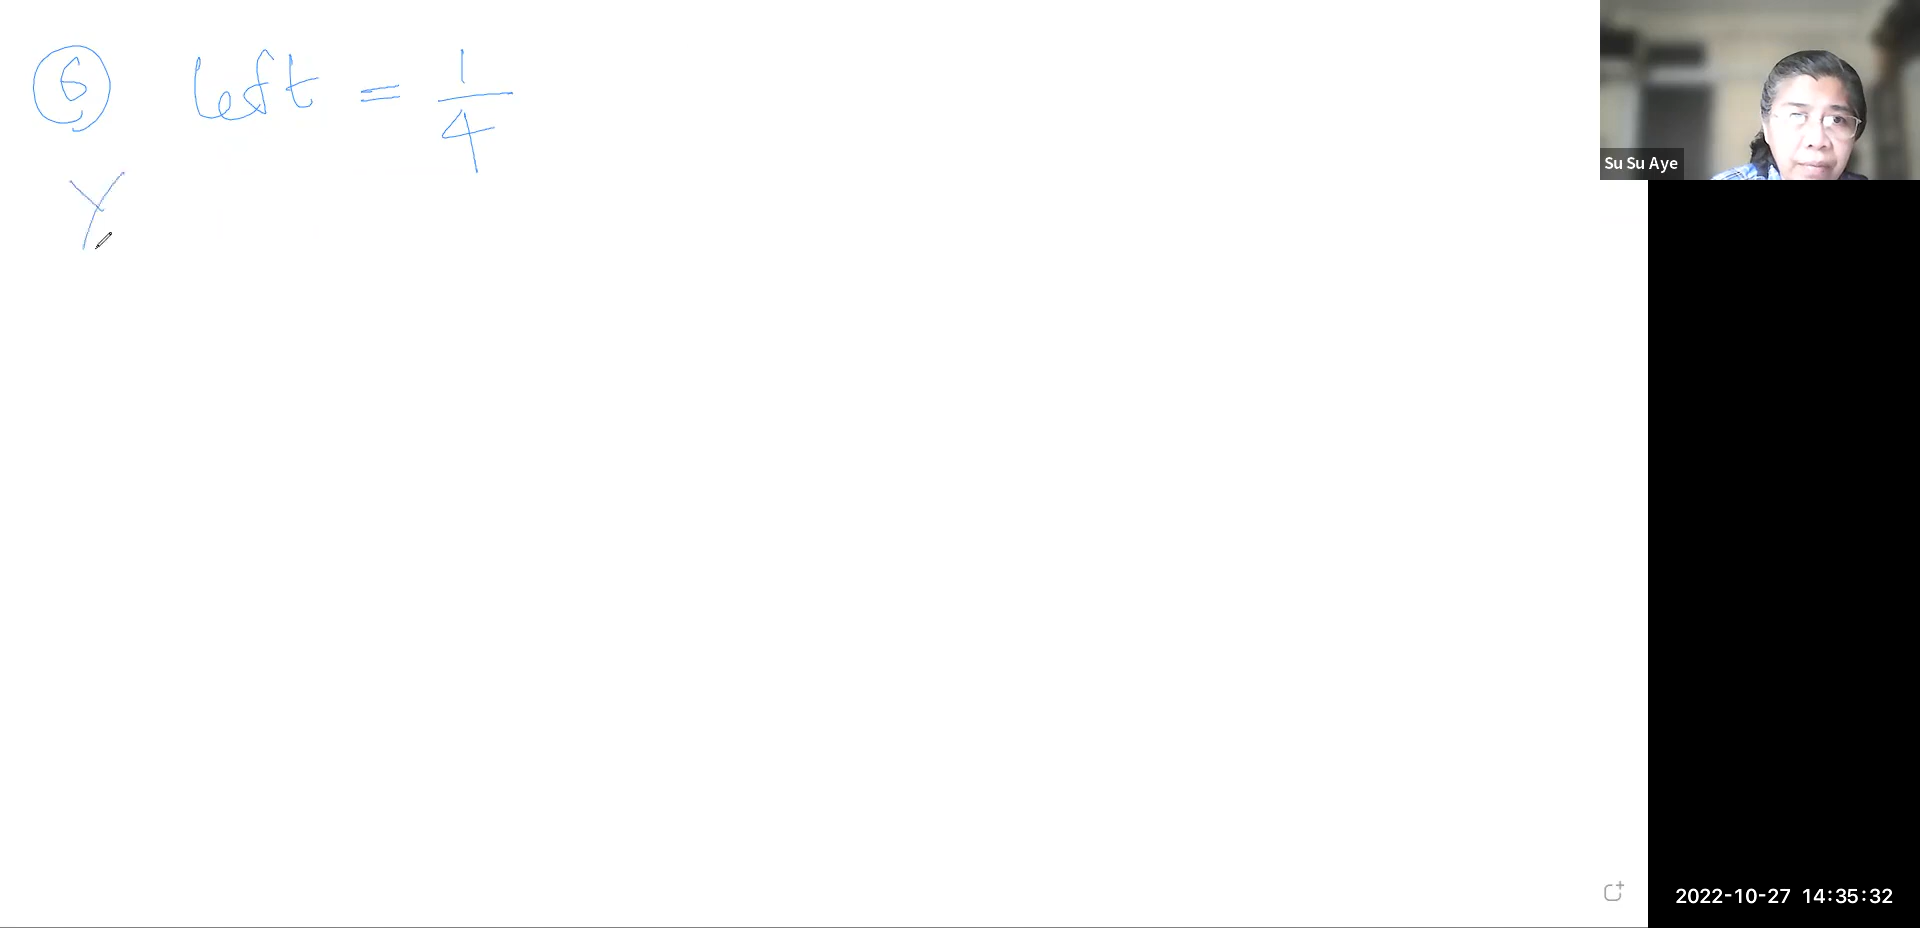 6, left = 1/4
Y
Su Su Aye
2022-10-27 14:35:32